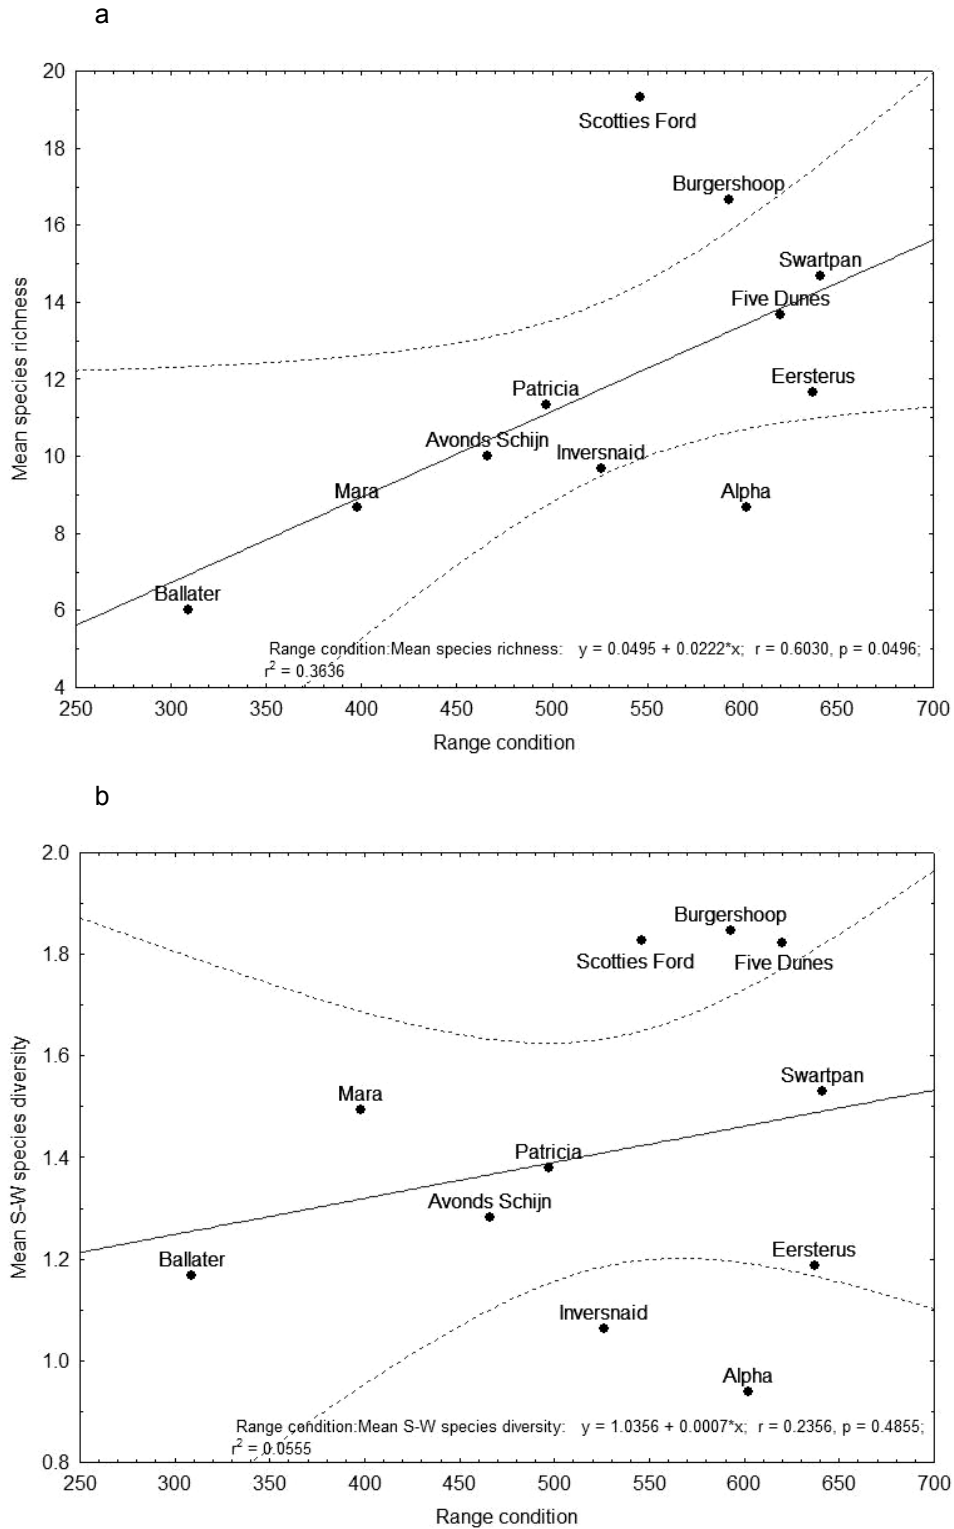 a
20
18
16
14
12
10
8
6
4
Mean species richness
Scotties Ford
Burgershoop
Swartpan
Five Dunes
Eersterus
Patricia
Avonds Schijn
Inversnaid
Mara
Alpha
Ballater
Range condition:Mean species richness: y = 0.0495 + 0.0222*x; r = 0.6030, p = 0.0496;
r² = 0.3636
250 300 350 400 450 500 550 600 650 700
Range condition
b
2.0
1.8
1.6
1.4
1.2
1.0
0.8
Mean S-W species diversity
Burgershoop
Scotties Ford
Five Dunes
Swartpan
Mara
Patricia
Avonds Schijn
Ballater
Eersterus
Inversnaid
Alpha
Range condition:Mean S-W species diversity: y = 1.0356 + 0.0007*x; r = 0.2356, p = 0.4855;
r² = 0.0555
250 300 350 400 450 500 550 600 650 700
Range condition